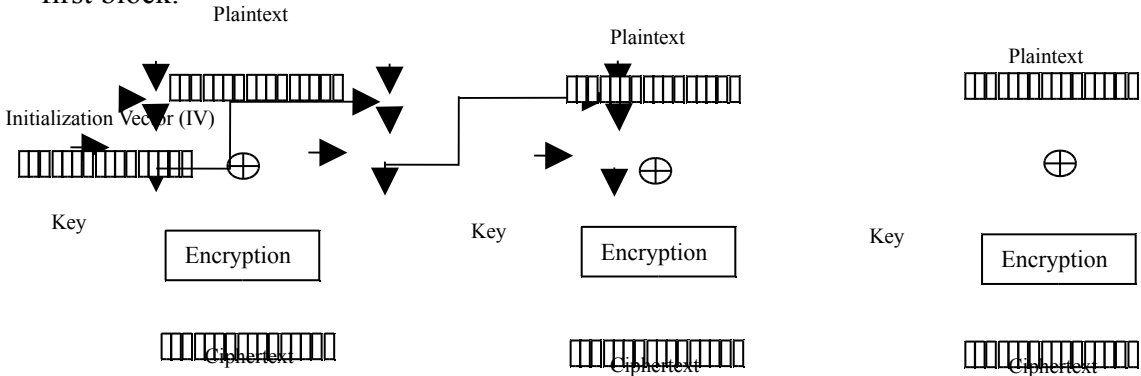 first block.
Plaintext
Plaintext
Plaintext
Initialization Vector (IV)
Key
Key
Key
Encryption
Encryption
Encryption
Ciphertext
Ciphertext
Ciphertext